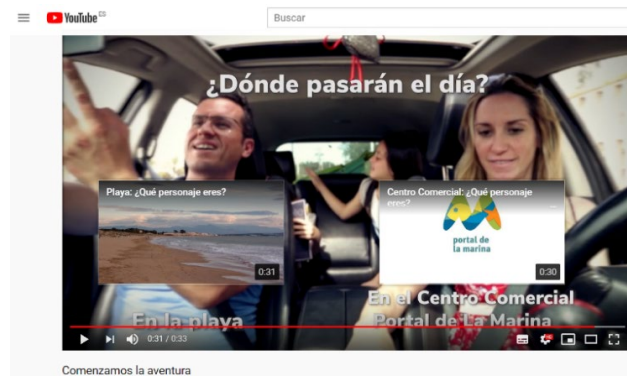 YouTube ES
Buscar
¿Dónde pasarán el día?
Playa: ¿Qué personaje eres?
0:31
Centro Comercial: ¿Qué personaje
eres?
...
portal de
la marina
0:30
En la playa
En el Centro Comercial
Portal de La Marina
0:31 / 0:33
Comenzamos la aventura